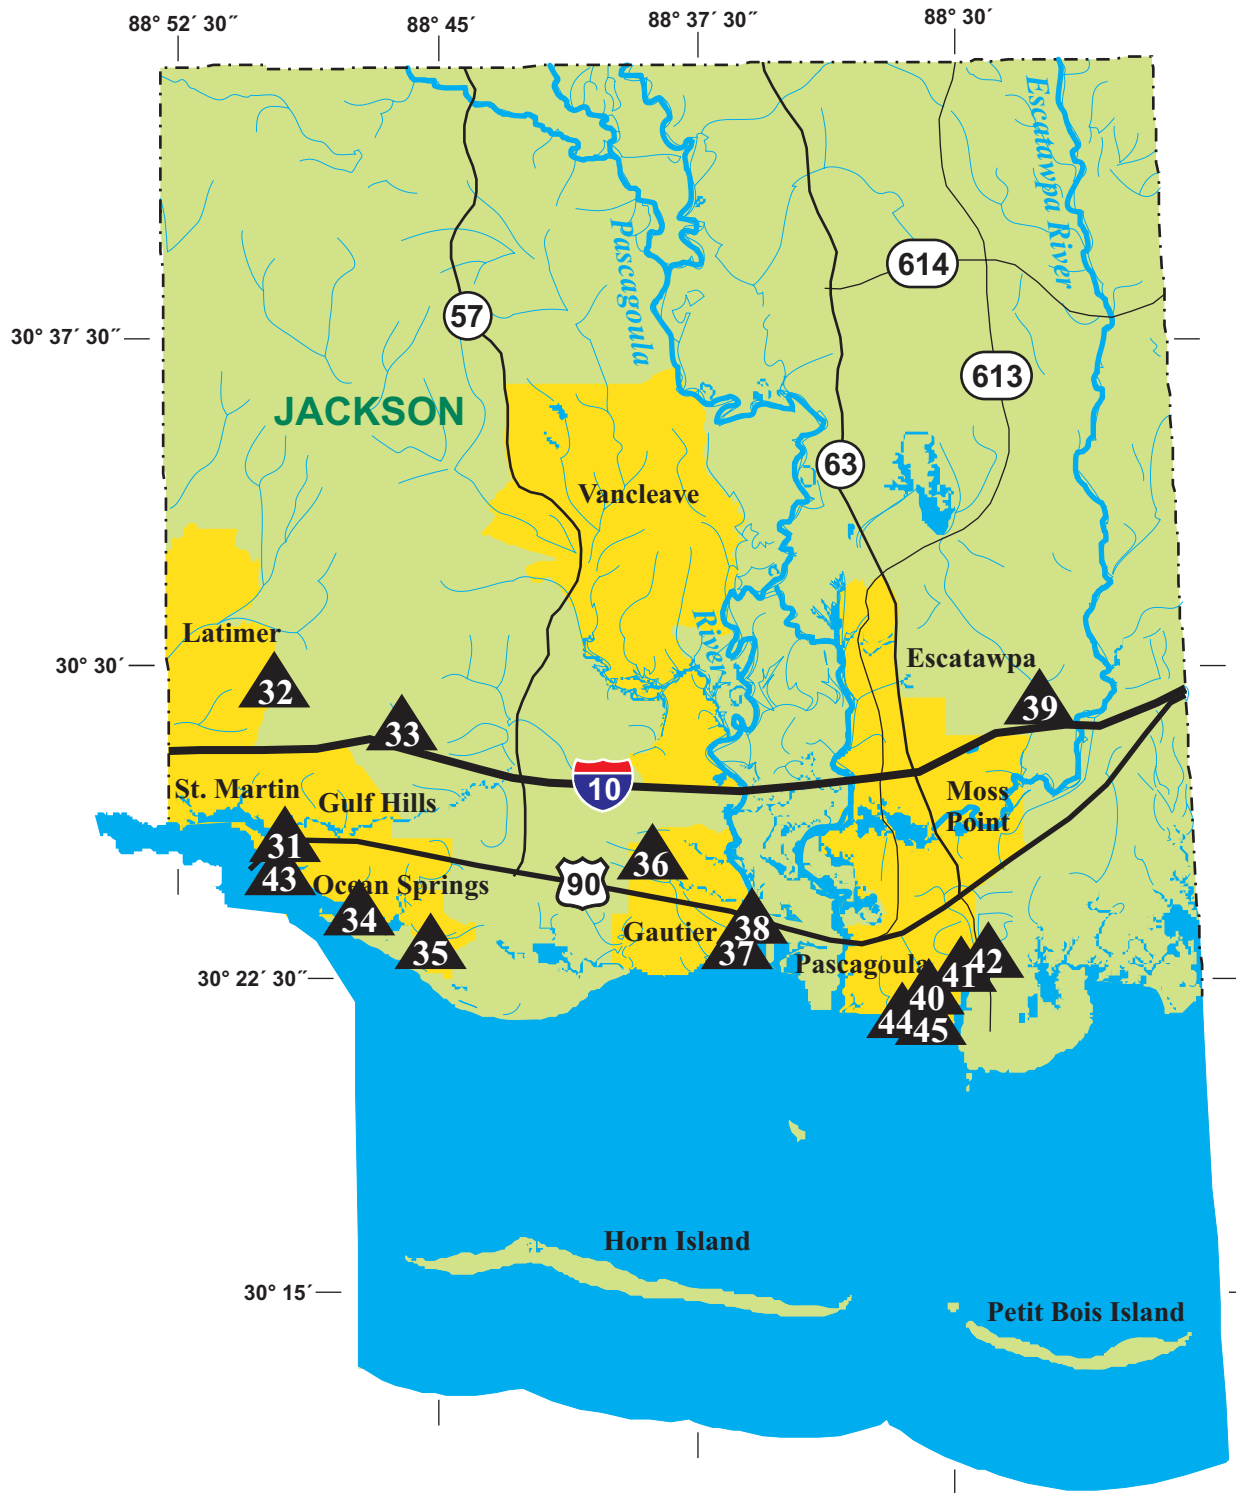 88° 52´ 30˝
88° 45´
88° 37´ 30˝
88° 30´
Escatawpa River
Pascagoula
614
57
30° 37´ 30˝
613
JACKSON
63
Vancleave
River
Latimer
30° 30´
Escatawpa
32
39
33
10
St. Martin
Gulf Hills
Moss
Point
31
36
43
Ocean Springs
90
34
38
Gautier
35
37
Pascagoula
42
41
30° 22´ 30˝
40
44
45
Horn Island
30° 15´
Petit Bois Island